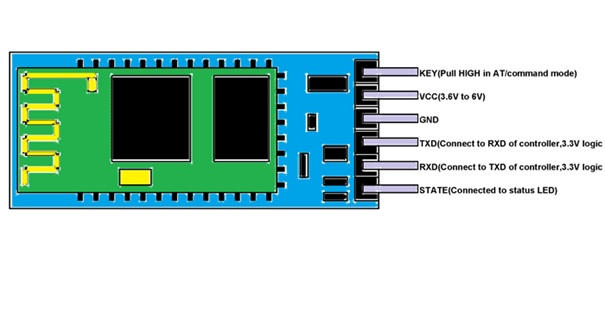 KEY(Pull HIGH in AT/command mode)
VCC(3.6V to 6V)
GND
TXD(Connect to RXD of controller,3.3V logic
RXD(Connect to TXD of controller,3.3V logic
STATE(Connected to status LED)